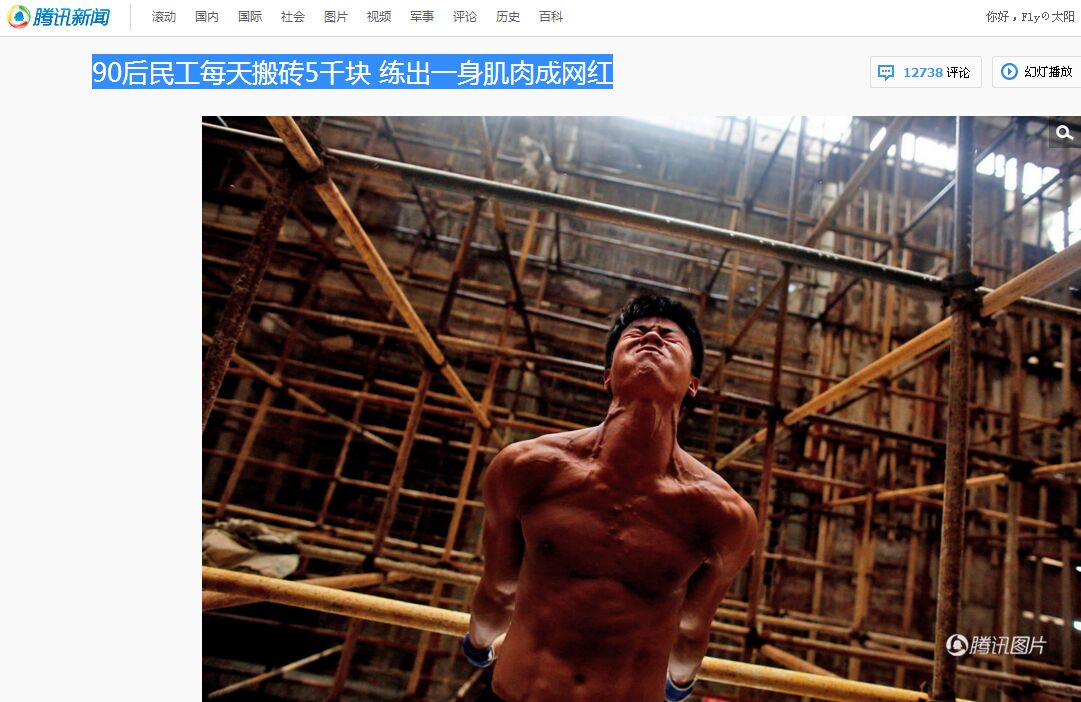 腾讯新闻
滚动 国内 国际 社会 图片 视频 军事 评论 历史 百科
你好，Flyの太阳
90后民工每天搬砖5千块 练出一身肌肉成网红
12738 评论
幻灯播放
腾讯图片